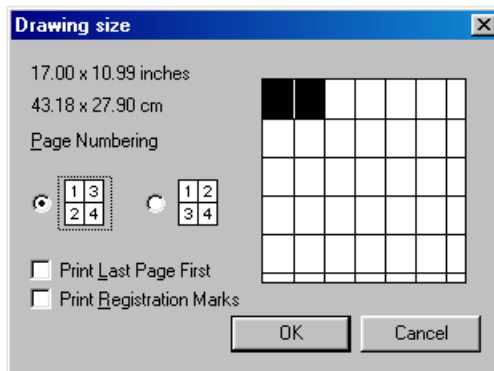 Drawing size
17.00 x 10.99 inches
43.18 x 27.90 cm
Page Numbering
1 3
2 4
1 2
3 4
Print Last Page First
Print Registration Marks
OK
Cancel